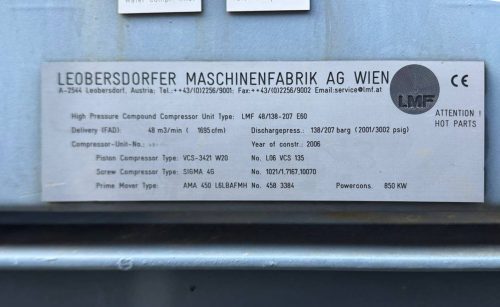 LEOBERSDORFER MASCHINENFABRIK AG WIEN
A-2544 Leobersdorf, Austria; Tel.:++43/(0)2256/9001; Fax:++43/(0)2256/9002 Email:service@lmf.at
LMF
CE
ATTENTION !
HOT PARTS
High Pressure Compound Compressor Unit Type: LMF 48/138-207 E60
Delivery (FAD): 48 m3/min ( 1695cfm) Dischargepress.: 138/207 barg (2001/3002 psig)
Compressor-Unit-No.: Year of constr.: 2006
Piston Compressor Type: VCS-3421 W20 No.: L06 VCS 135
Screw Compressor Type: SIGMA 4G No.: 1021/1.7167.10070
Prime Mover Type: AMA 450 L6LBAFMH No.: 458 3384 Powercons. 850 KW